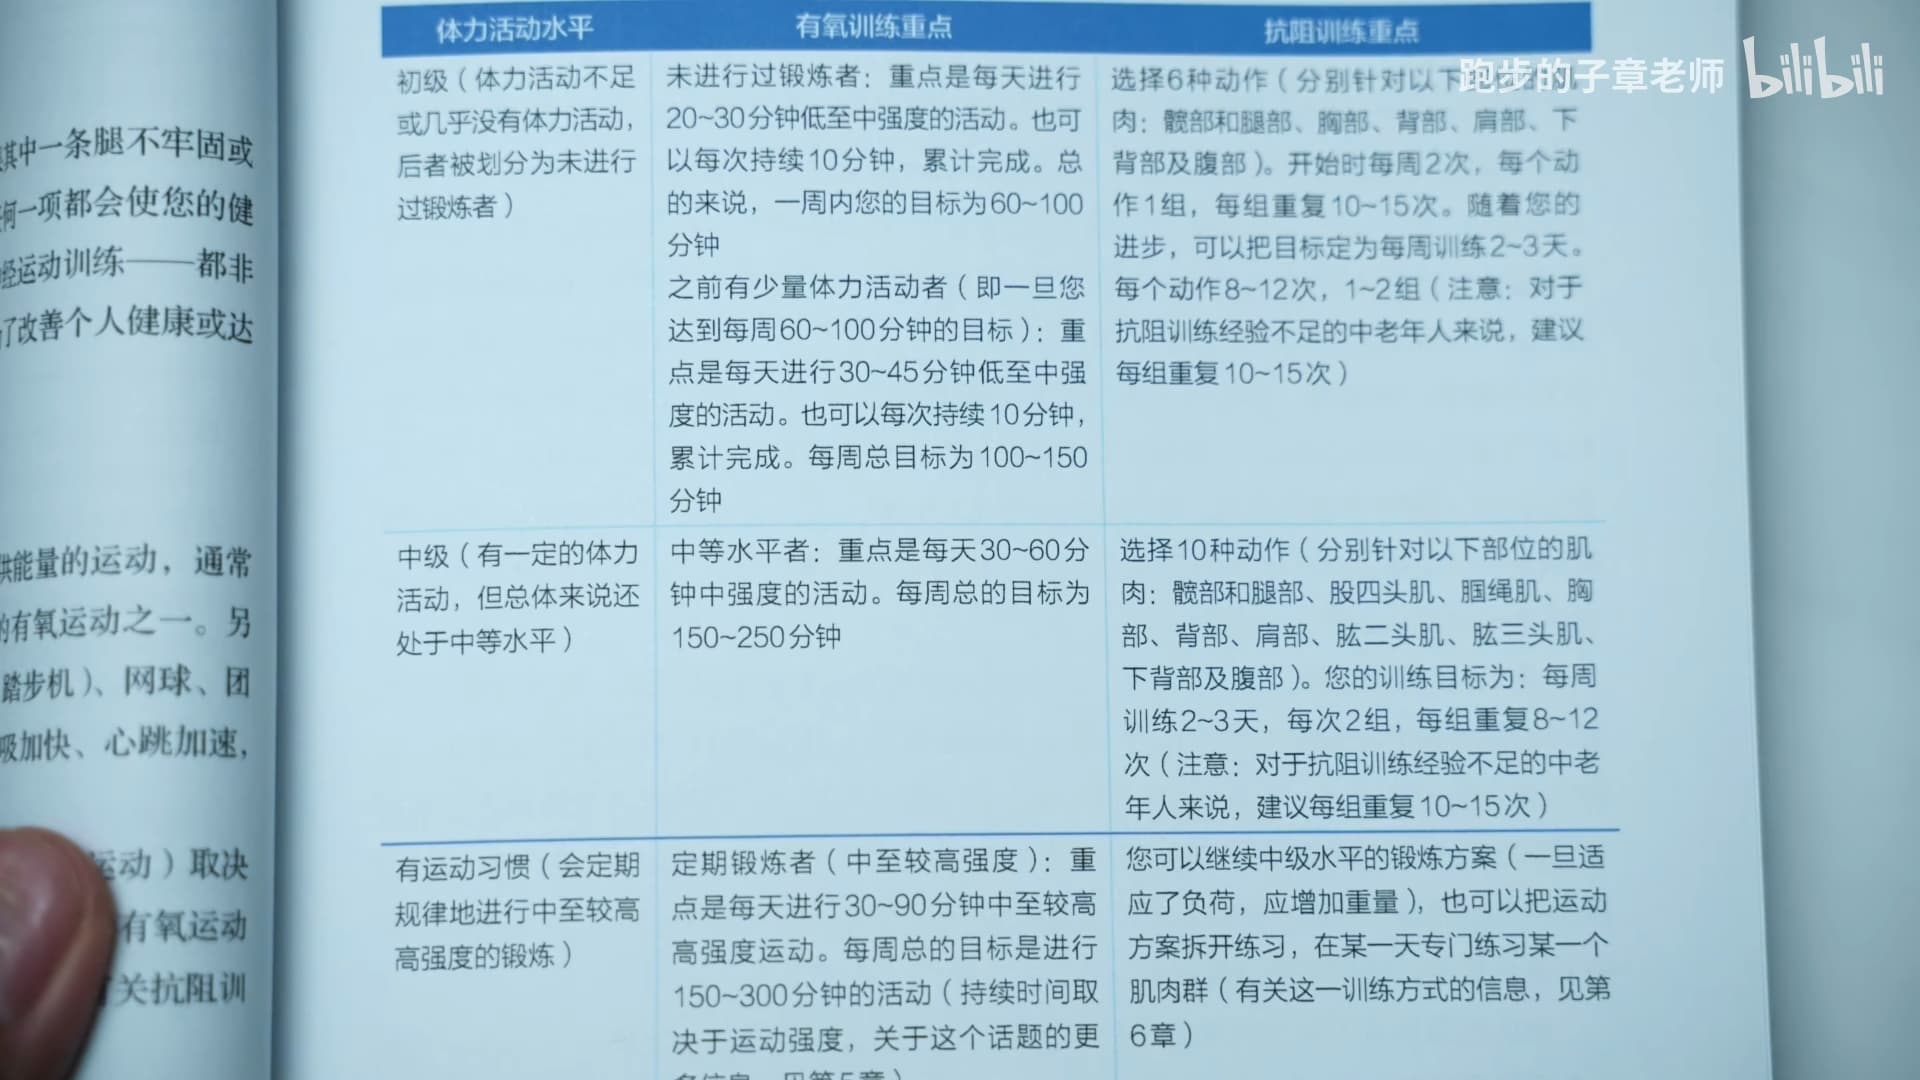 体力活动水平
有氧训练重点
抗阻训练重点
跑步的子章老师
bilibili
初级（体力活动不足
或几乎没有体力活动，
后者被划分为未进行
过锻炼者）
未进行过锻炼者：重点是每天进行
20~30分钟低至中强度的活动。也可
以每次持续10分钟，累计完成。总
的来说，一周内您的目标为60~100
分钟
之前有少量体力活动者（即一旦您
达到每周60~100分钟的目标）：重
点是每天进行30~45分钟低至中强
度的活动。也可以每次持续10分钟，
累计完成。每周总目标为100~150
分钟
选择6种动作（分别针对以下
肉：髋部和腿部、胸部、背部、肩部、下
背部及腹部）。开始时每周2次，每个动
作1组，每组重复10~15次。随着您的
进步，可以把目标定为每周训练2~3天。
每个动作8~12次，1~2组（注意：对于
抗阻训练经验不足的中老年人来说，建议
每组重复10~15次）
中级（有一定的体力
活动，但总体来说还
处于中等水平）
中等水平者：重点是每天30~60分
钟中强度的活动。每周总的目标为
150~250分钟
选择10种动作（分别针对以下部位的肌
肉：髋部和腿部、股四头肌、腘绳肌、胸
部、背部、肩部、肱二头肌、肱三头肌、
下背部及腹部）。您的训练目标为：每周
训练2~3天，每次2组，每组重复8~12
次（注意：对于抗阻训练经验不足的中老
年人来说，建议每组重复10~15次）
有运动习惯（会定期
规律地进行中至较高
高强度的锻炼）
定期锻炼者（中至较高强度）：重
点是每天进行30~90分钟中至较高
高强度运动。每周总的目标是进行
150~300分钟的活动（持续时间取
决于运动强度，关于这个话题的更
您可以继续中级水平的锻炼方案（一旦适
应了负荷，应增加重量），也可以把运动
方案拆开练习，在某一天专门练习某一个
肌肉群（有关这一训练方式的信息，见第
6章）
其中一条腿不牢固或
何一项都会使您的健
经运动训练——都非
了改善个人健康或达
供能量的运动，通常
的有氧运动之一。另
踏步机）、网球、团
吸加快、心跳加速，
运动）取决
有氧运动
关抗阻训